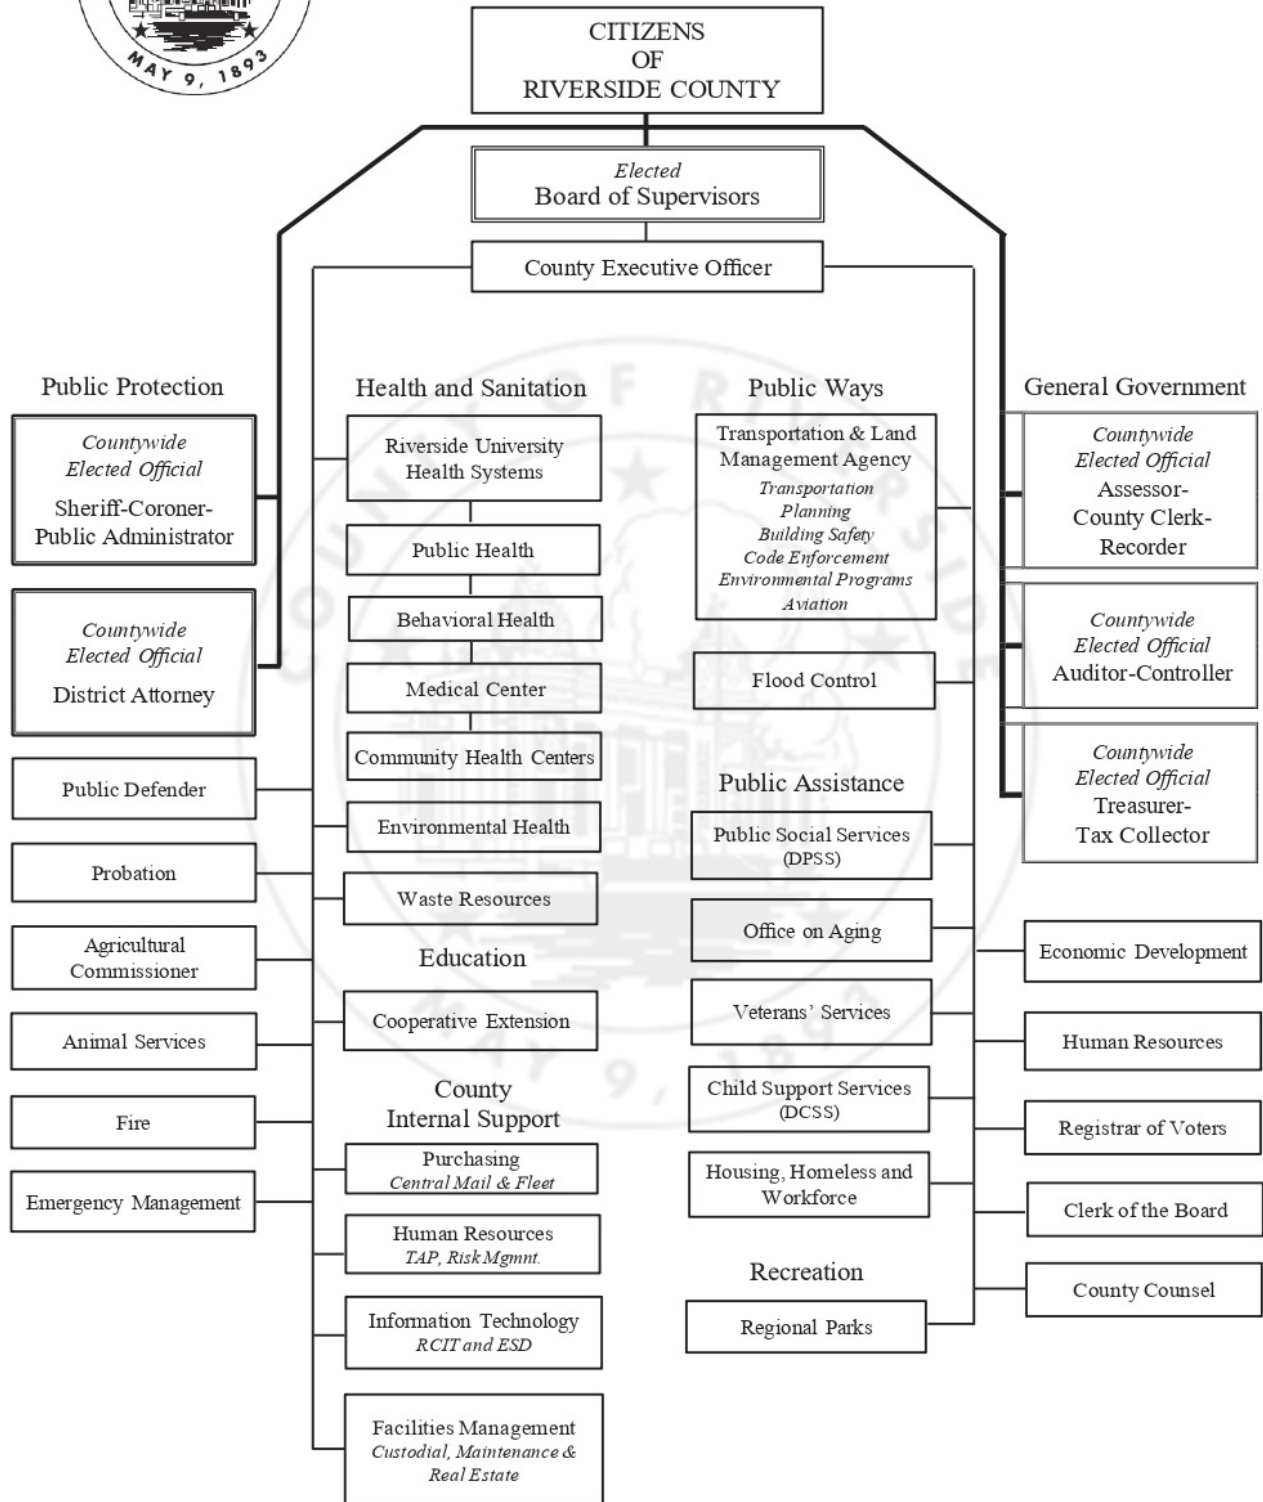 MAY 9, 1893
CITIZENS
OF
RIVERSIDE COUNTY
Elected
Board of Supervisors
County Executive Officer
Public Protection
Countywide
Elected Official
Sheriff-Coroner-
Public Administrator
Countywide
Elected Official
District Attorney
Public Defender
Probation
Agricultural
Commissioner
Animal Services
Fire
Emergency Management
Health and Sanitation
Riverside University
Health Systems
Public Health
Behavioral Health
Medical Center
Community Health Centers
Environmental Health
Waste Resources
Education
Cooperative Extension
County
Internal Support
Purchasing
Central Mail & Fleet
Human Resources
TAP, Risk Mgmnt.
Information Technology
RCIT and ESD
Facilities Management
Custodial, Maintenance &
Real Estate
Public Ways
Transportation & Land
Management Agency
Transportation
Planning
Building Safety
Code Enforcement
Environmental Programs
Aviation
Flood Control
Public Assistance
Public Social Services
(DPSS)
Office on Aging
Veterans’ Services
Child Support Services
(DCSS)
Housing, Homeless and
Workforce
Recreation
Regional Parks
General Government
Countywide
Elected Official
Assessor-
County Clerk-
Recorder
Countywide
Elected Official
Auditor-Controller
Countywide
Elected Official
Treasurer-
Tax Collector
Economic Development
Human Resources
Registrar of Voters
Clerk of the Board
County Counsel
COUNTY OF RIVERSIDE
MAY 9, 1893